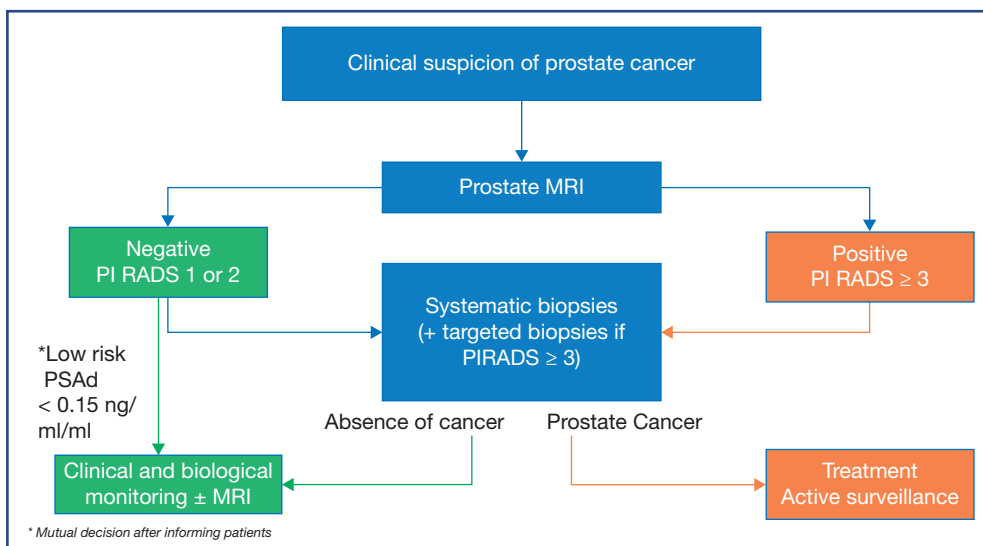 Clinical suspicion of prostate cancer
Prostate MRI
Negative
PI RADS 1 or 2
Positive
PI RADS ≥ 3
Systematic biopsies
(+ targeted biopsies if
PIRADS ≥ 3)
*Low risk
PSAd
< 0.15 ng/
ml/ml
Absence of cancer
Prostate Cancer
Clinical and biological
monitoring ± MRI
Treatment
Active surveillance
* Mutual decision after informing patients